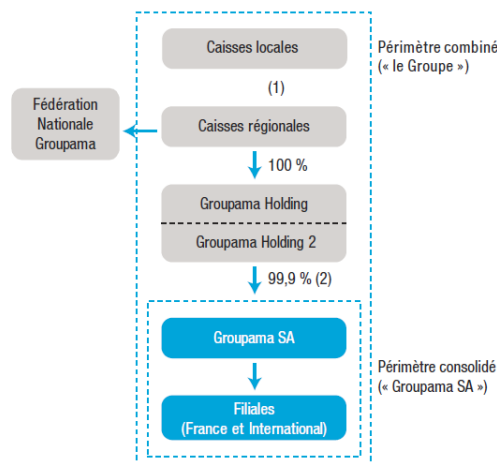 Caisses locales
Périmètre combiné
(« le Groupe »)
(1)
Fédération
Nationale
Groupama
Caisses régionales
100 %
Groupama Holding
Groupama Holding 2
99,9 % (2)
Groupama SA
Périmètre consolidé
(« Groupama SA »)
Filiales
(France et International)